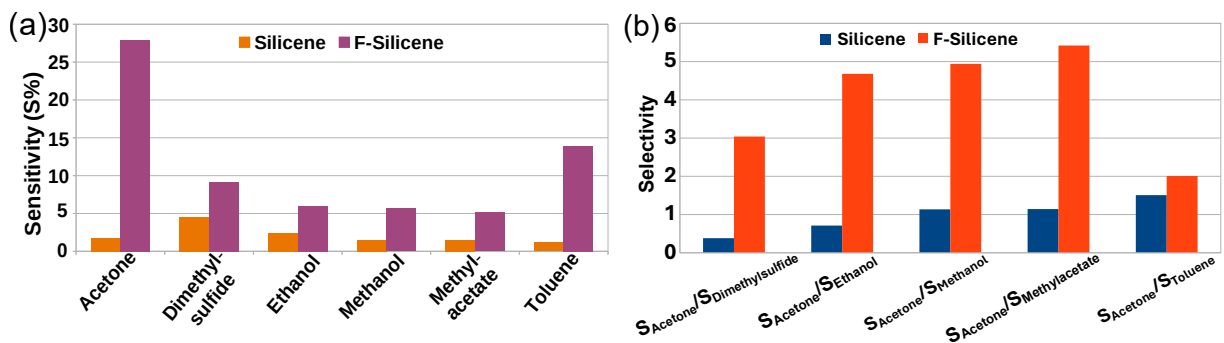 (a)
Sensitivity (S%)
30
25
20
15
10
5
0
Silicene
F-Silicene
Acetone
Dimethyl-
sulfide
Ethanol
Methanol
Methyl-
acetate
Toluene
(b)
Selectivity
6
5
4
3
2
1
0
Silicene
F-Silicene
SAcetone/SDimethylsulfide
SAcetone/SEthanol
SAcetone/SMethanol
SAcetone/SMethylacetate
SAcetone/SToluene